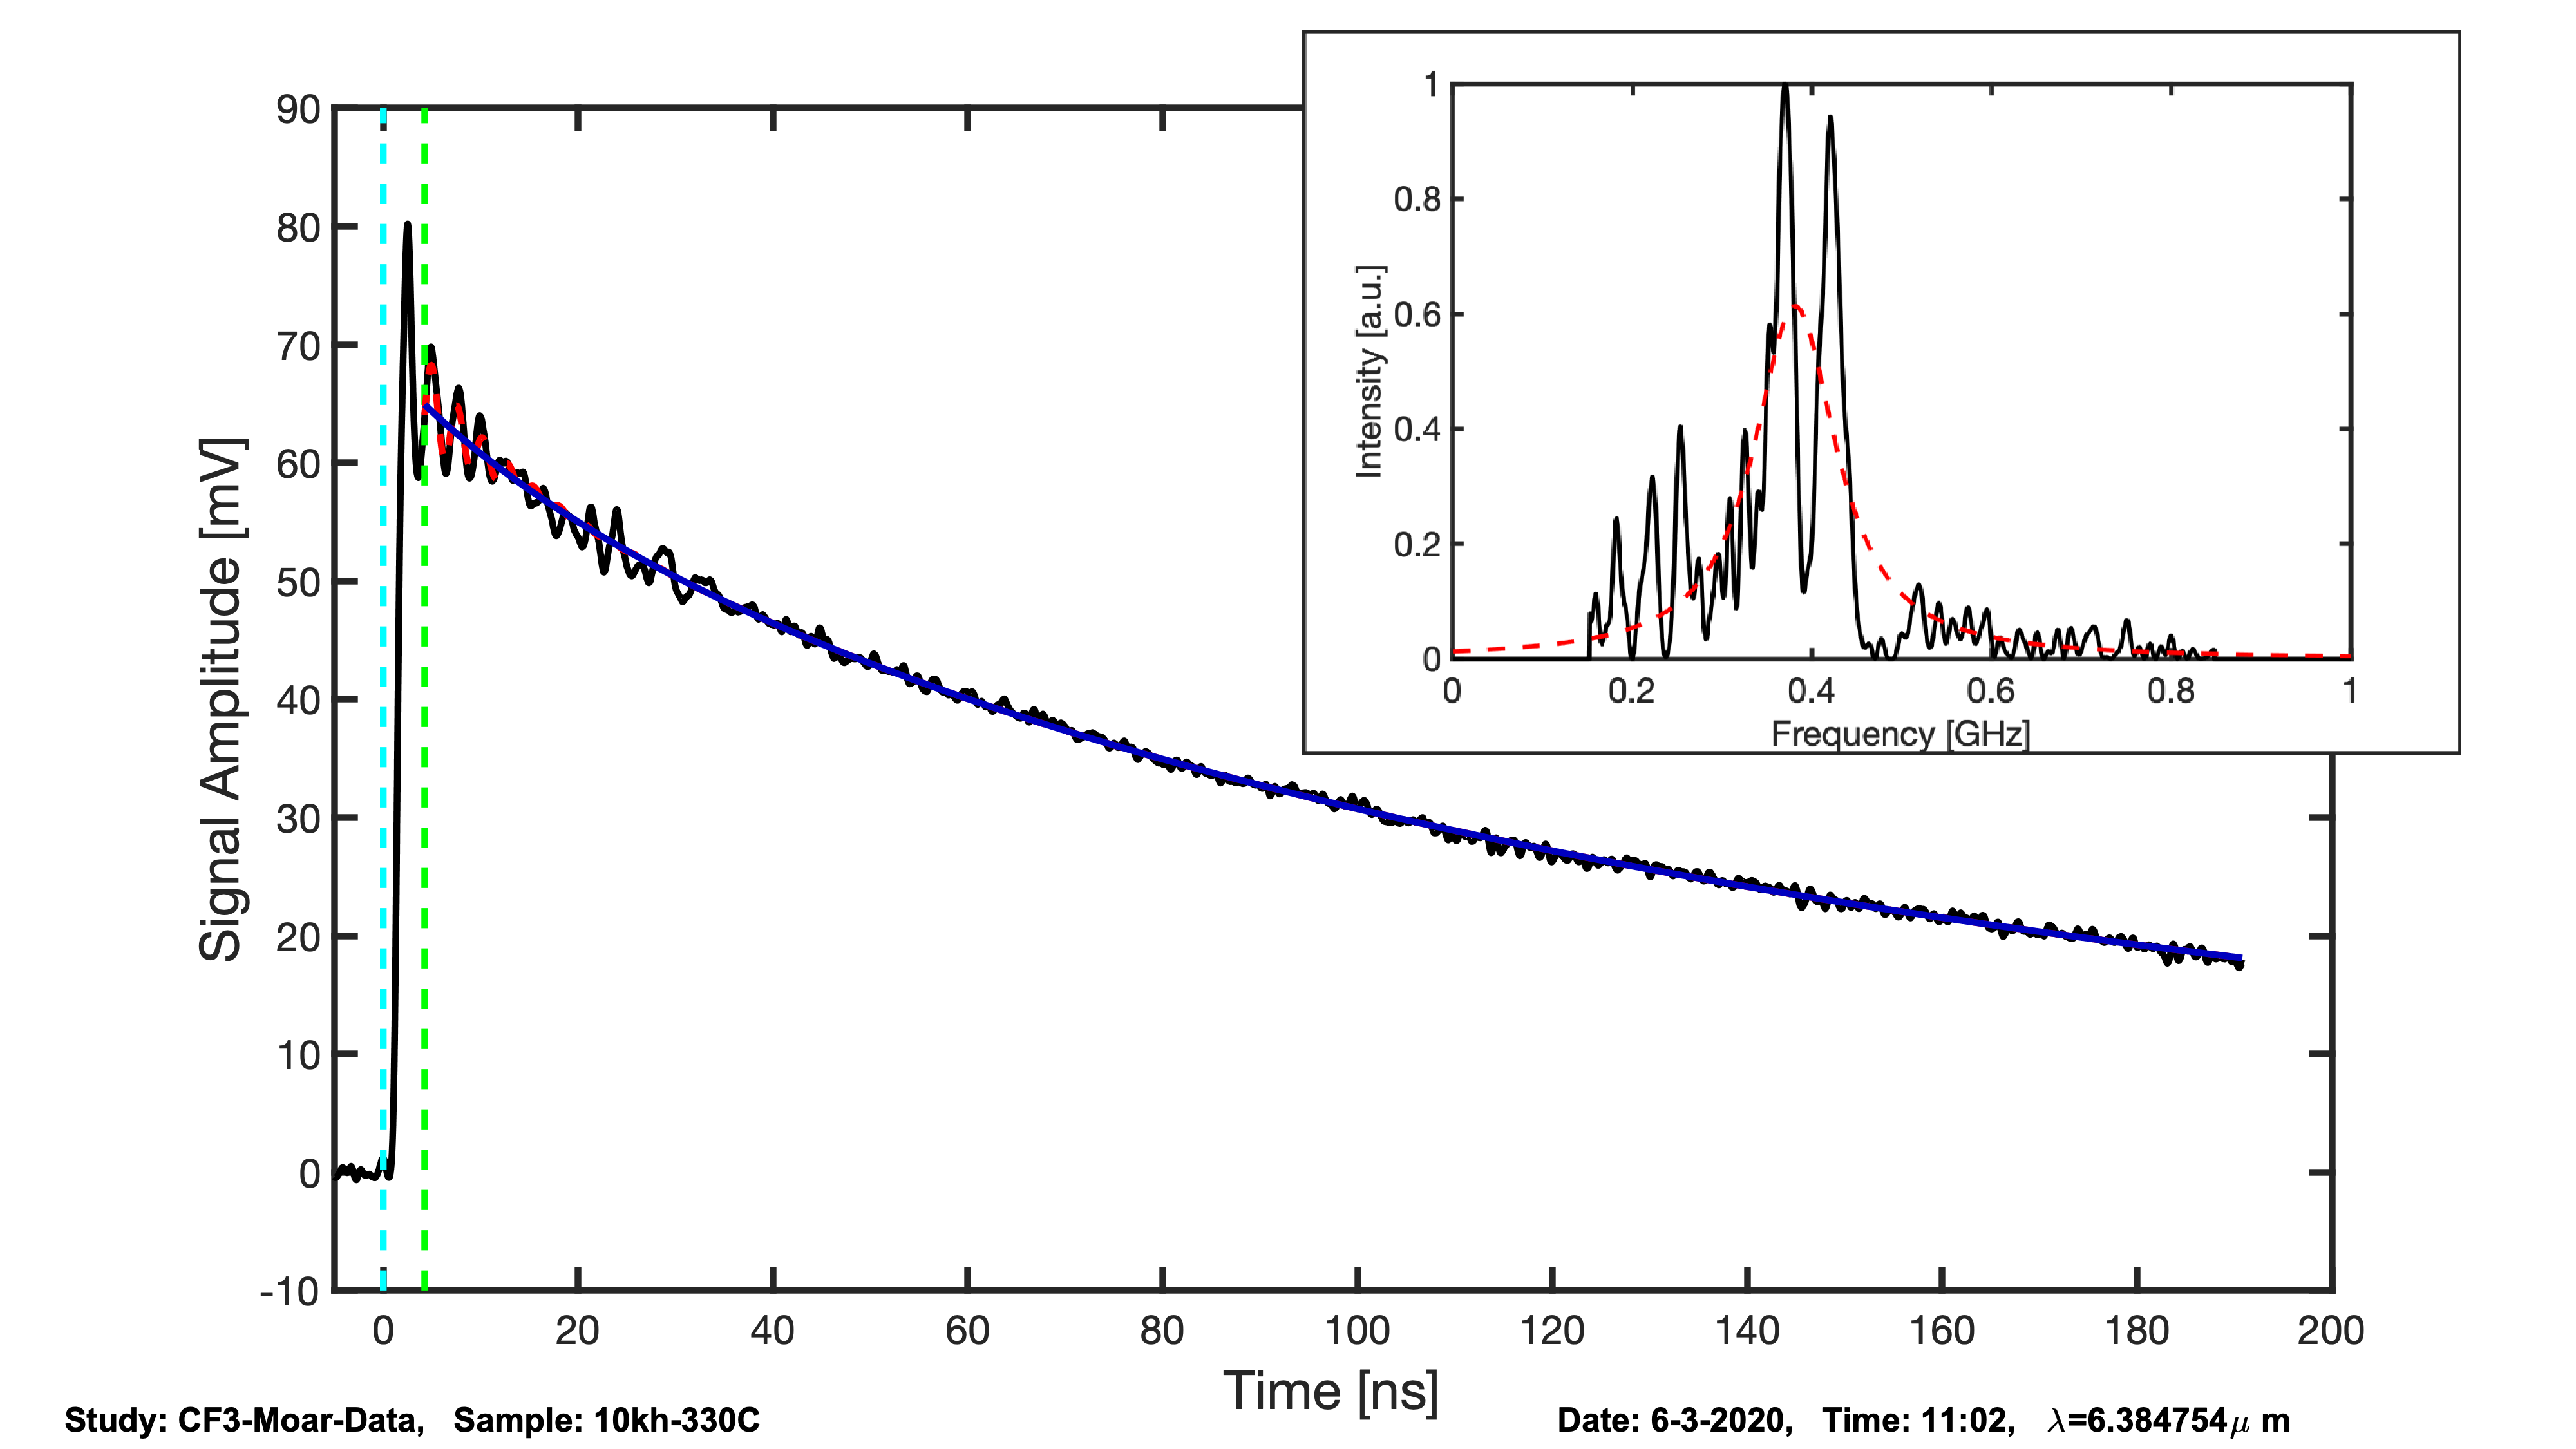 90
80
70
60
50
40
30
20
10
0
-10
Signal Amplitude [mV]
0 20 40 60 80 100 120 140 160 180 200
Time [ns]
1
0.8
0.6
0.4
0.2
0
Intensity [a.u.]
0 0.2 0.4 0.6 0.8 1
Frequency [GHz]
Study: CF3-Moar-Data, Sample: 10kh-330C
Date: 6-3-2020, Time: 11:02, λ=6.384754μ m